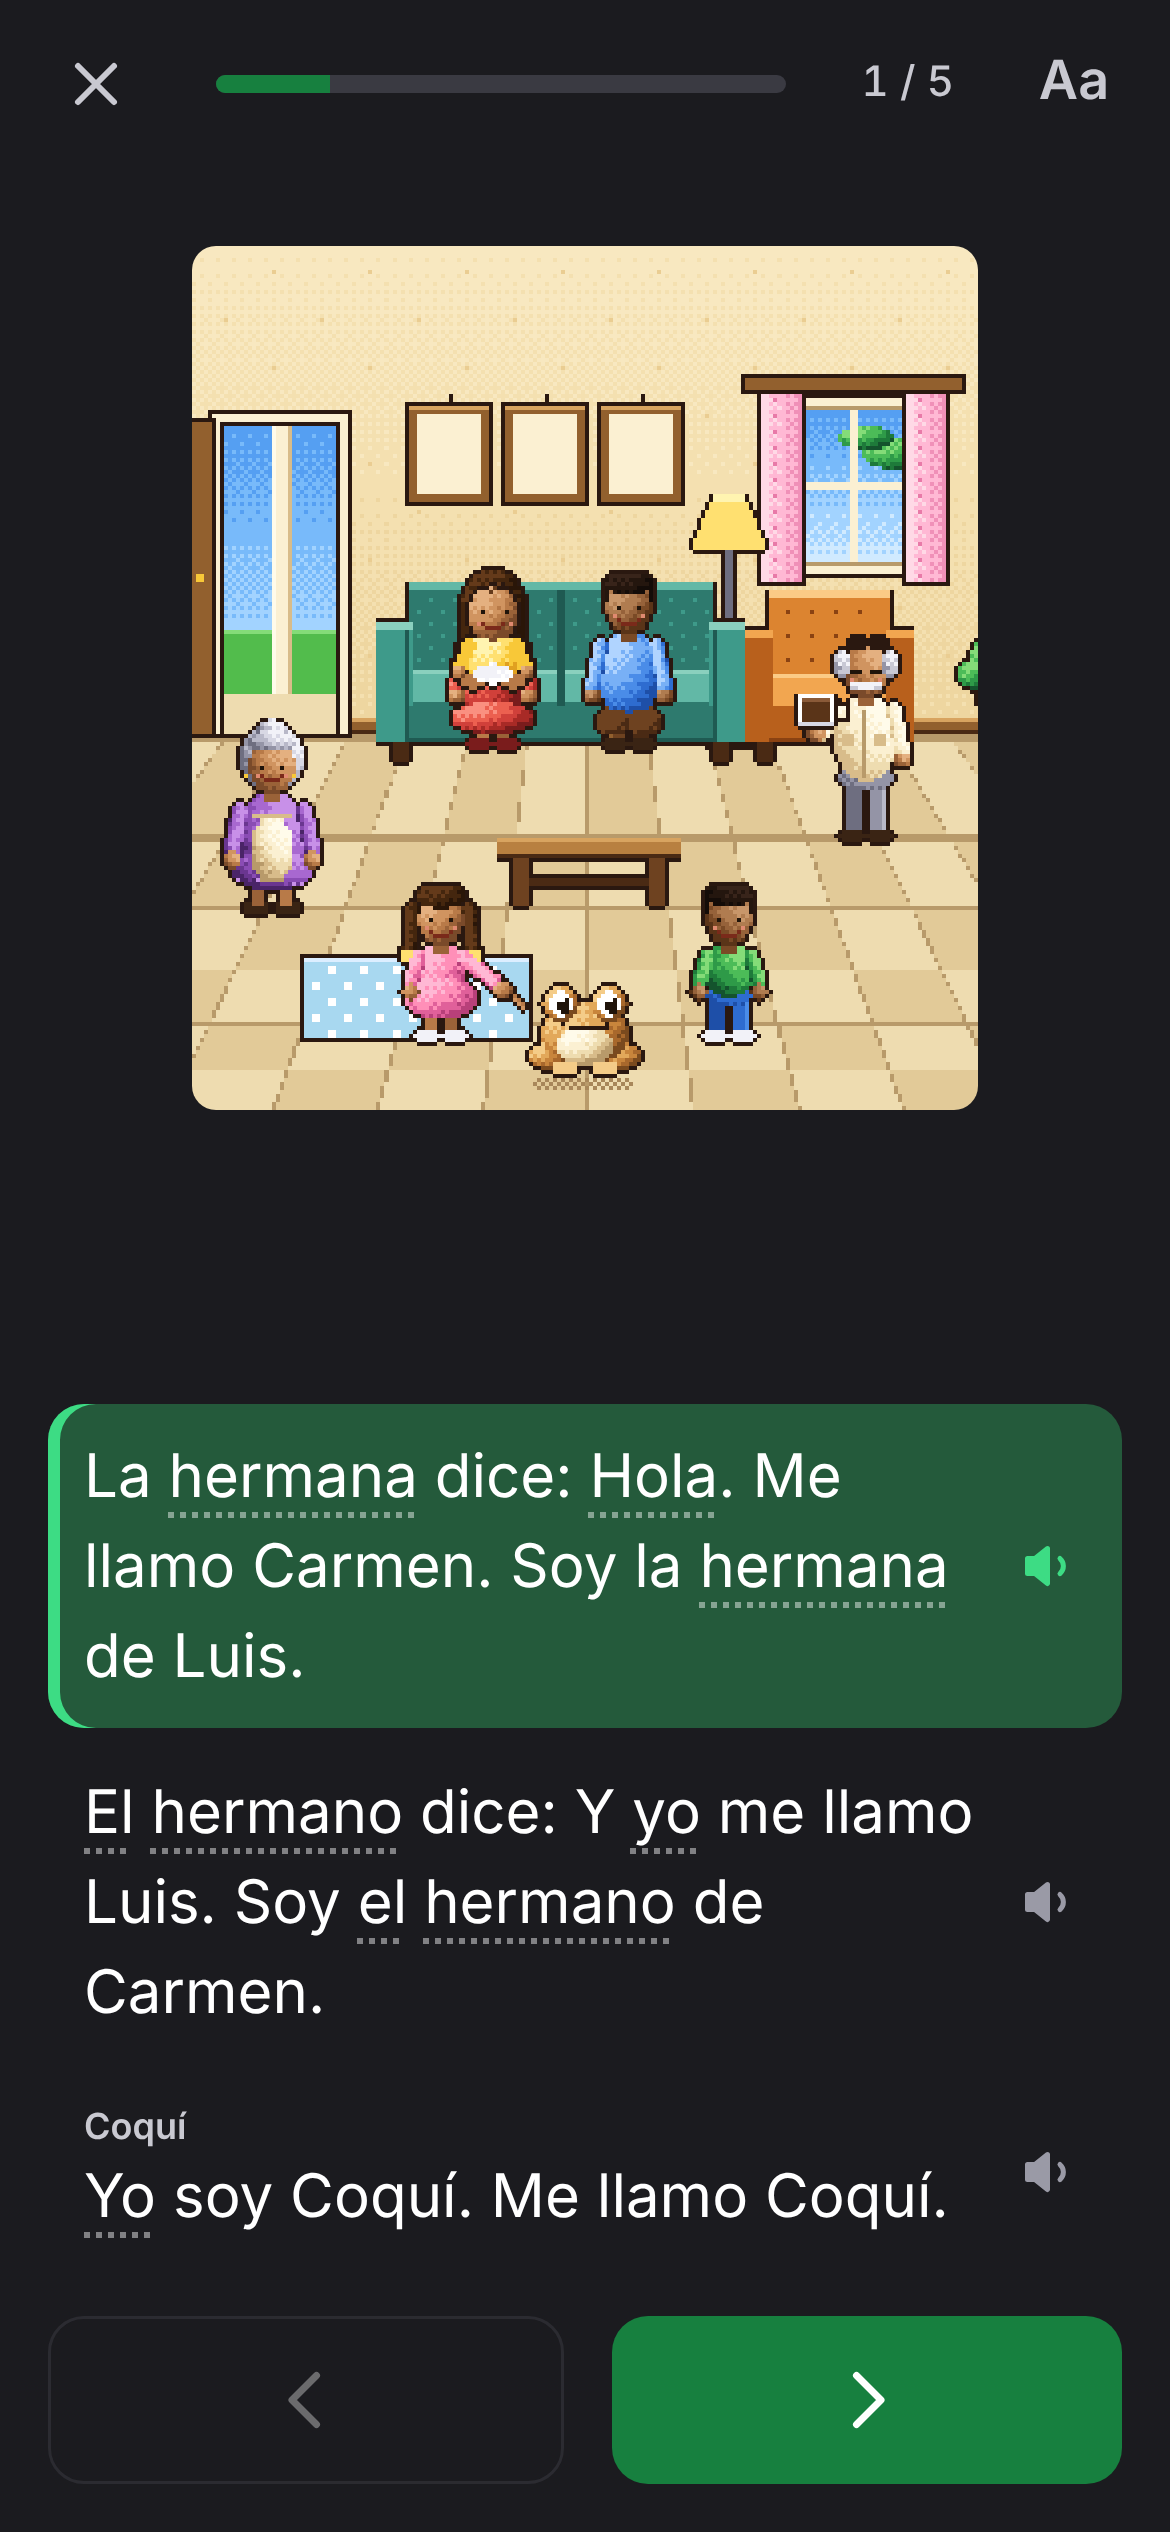 1 / 5
Aa
La hermana dice: Hola. Me
llamo Carmen. Soy la hermana
de Luis.
El hermano dice: Y yo me llamo
Luis. Soy el hermano de
Carmen.
Coquí
Yo soy Coquí. Me llamo Coquí.